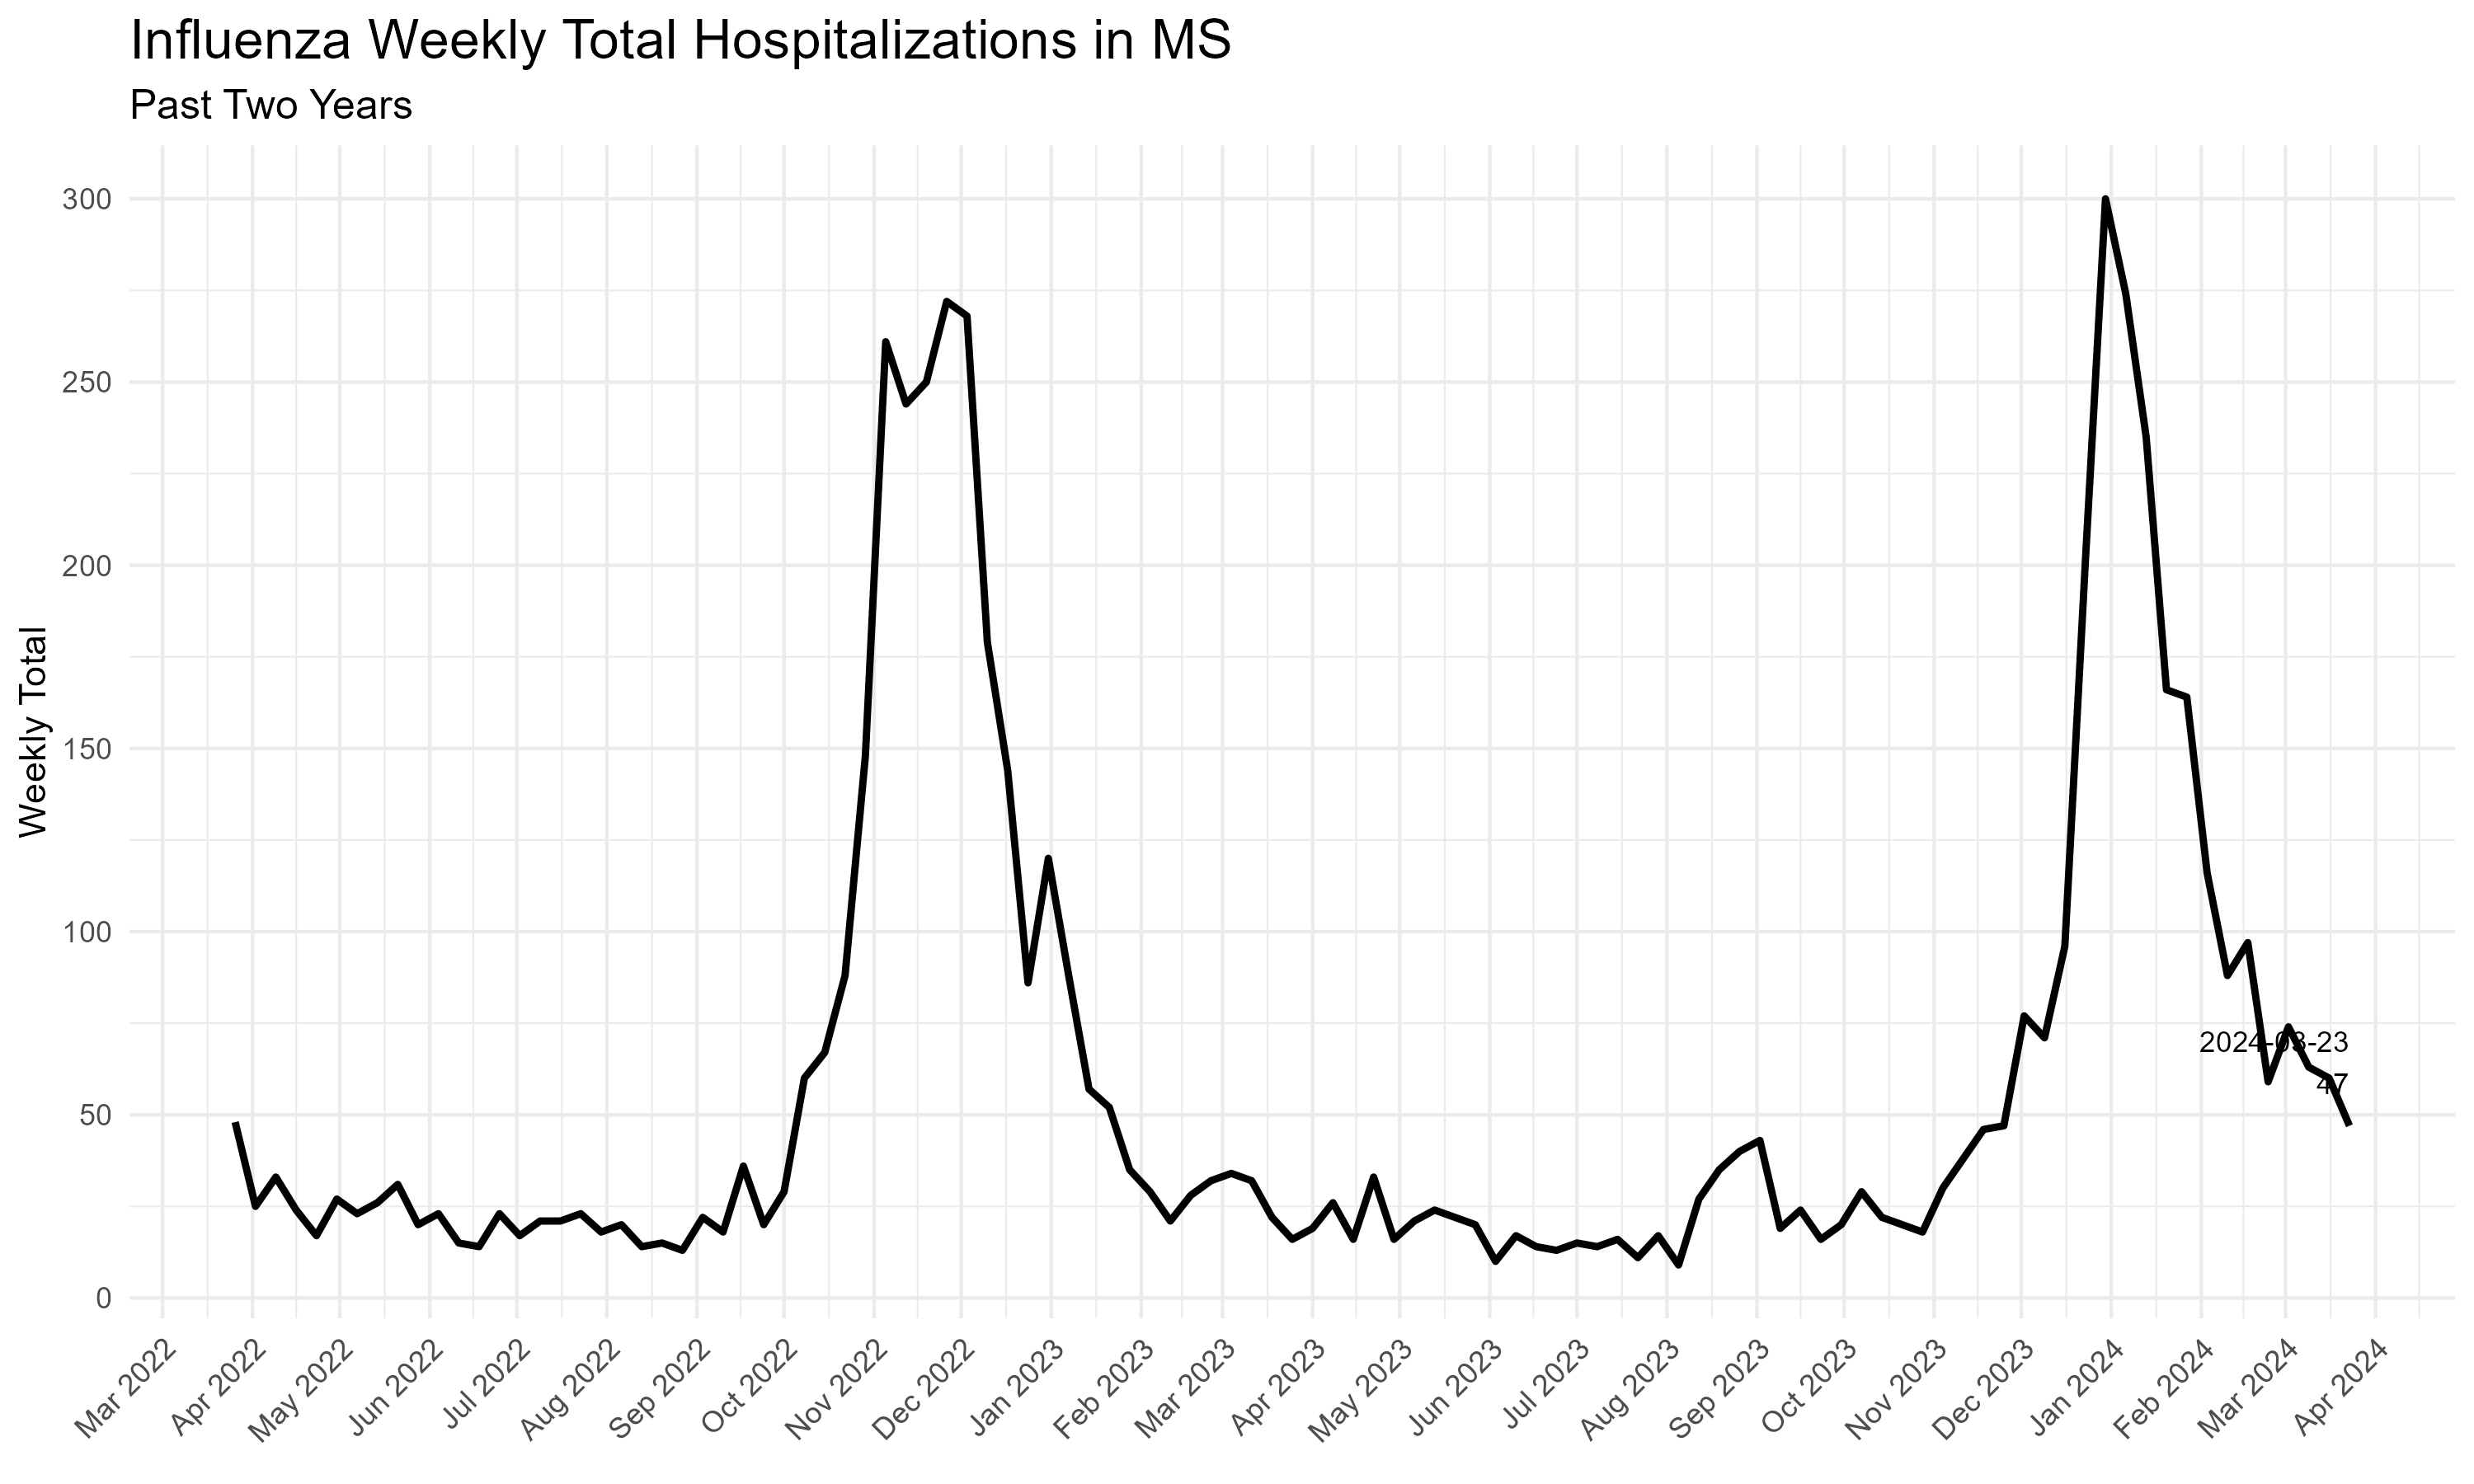 Influenza Weekly Total Hospitalizations in MS
Past Two Years
Weekly Total
300
250
200
150
100
50
0
2024-03-23
47
Mar 2022
Apr 2022
May 2022
Jun 2022
Jul 2022
Aug 2022
Sep 2022
Oct 2022
Nov 2022
Dec 2022
Jan 2023
Feb 2023
Mar 2023
Apr 2023
May 2023
Jun 2023
Jul 2023
Aug 2023
Sep 2023
Oct 2023
Nov 2023
Dec 2023
Jan 2024
Feb 2024
Mar 2024
Apr 2024